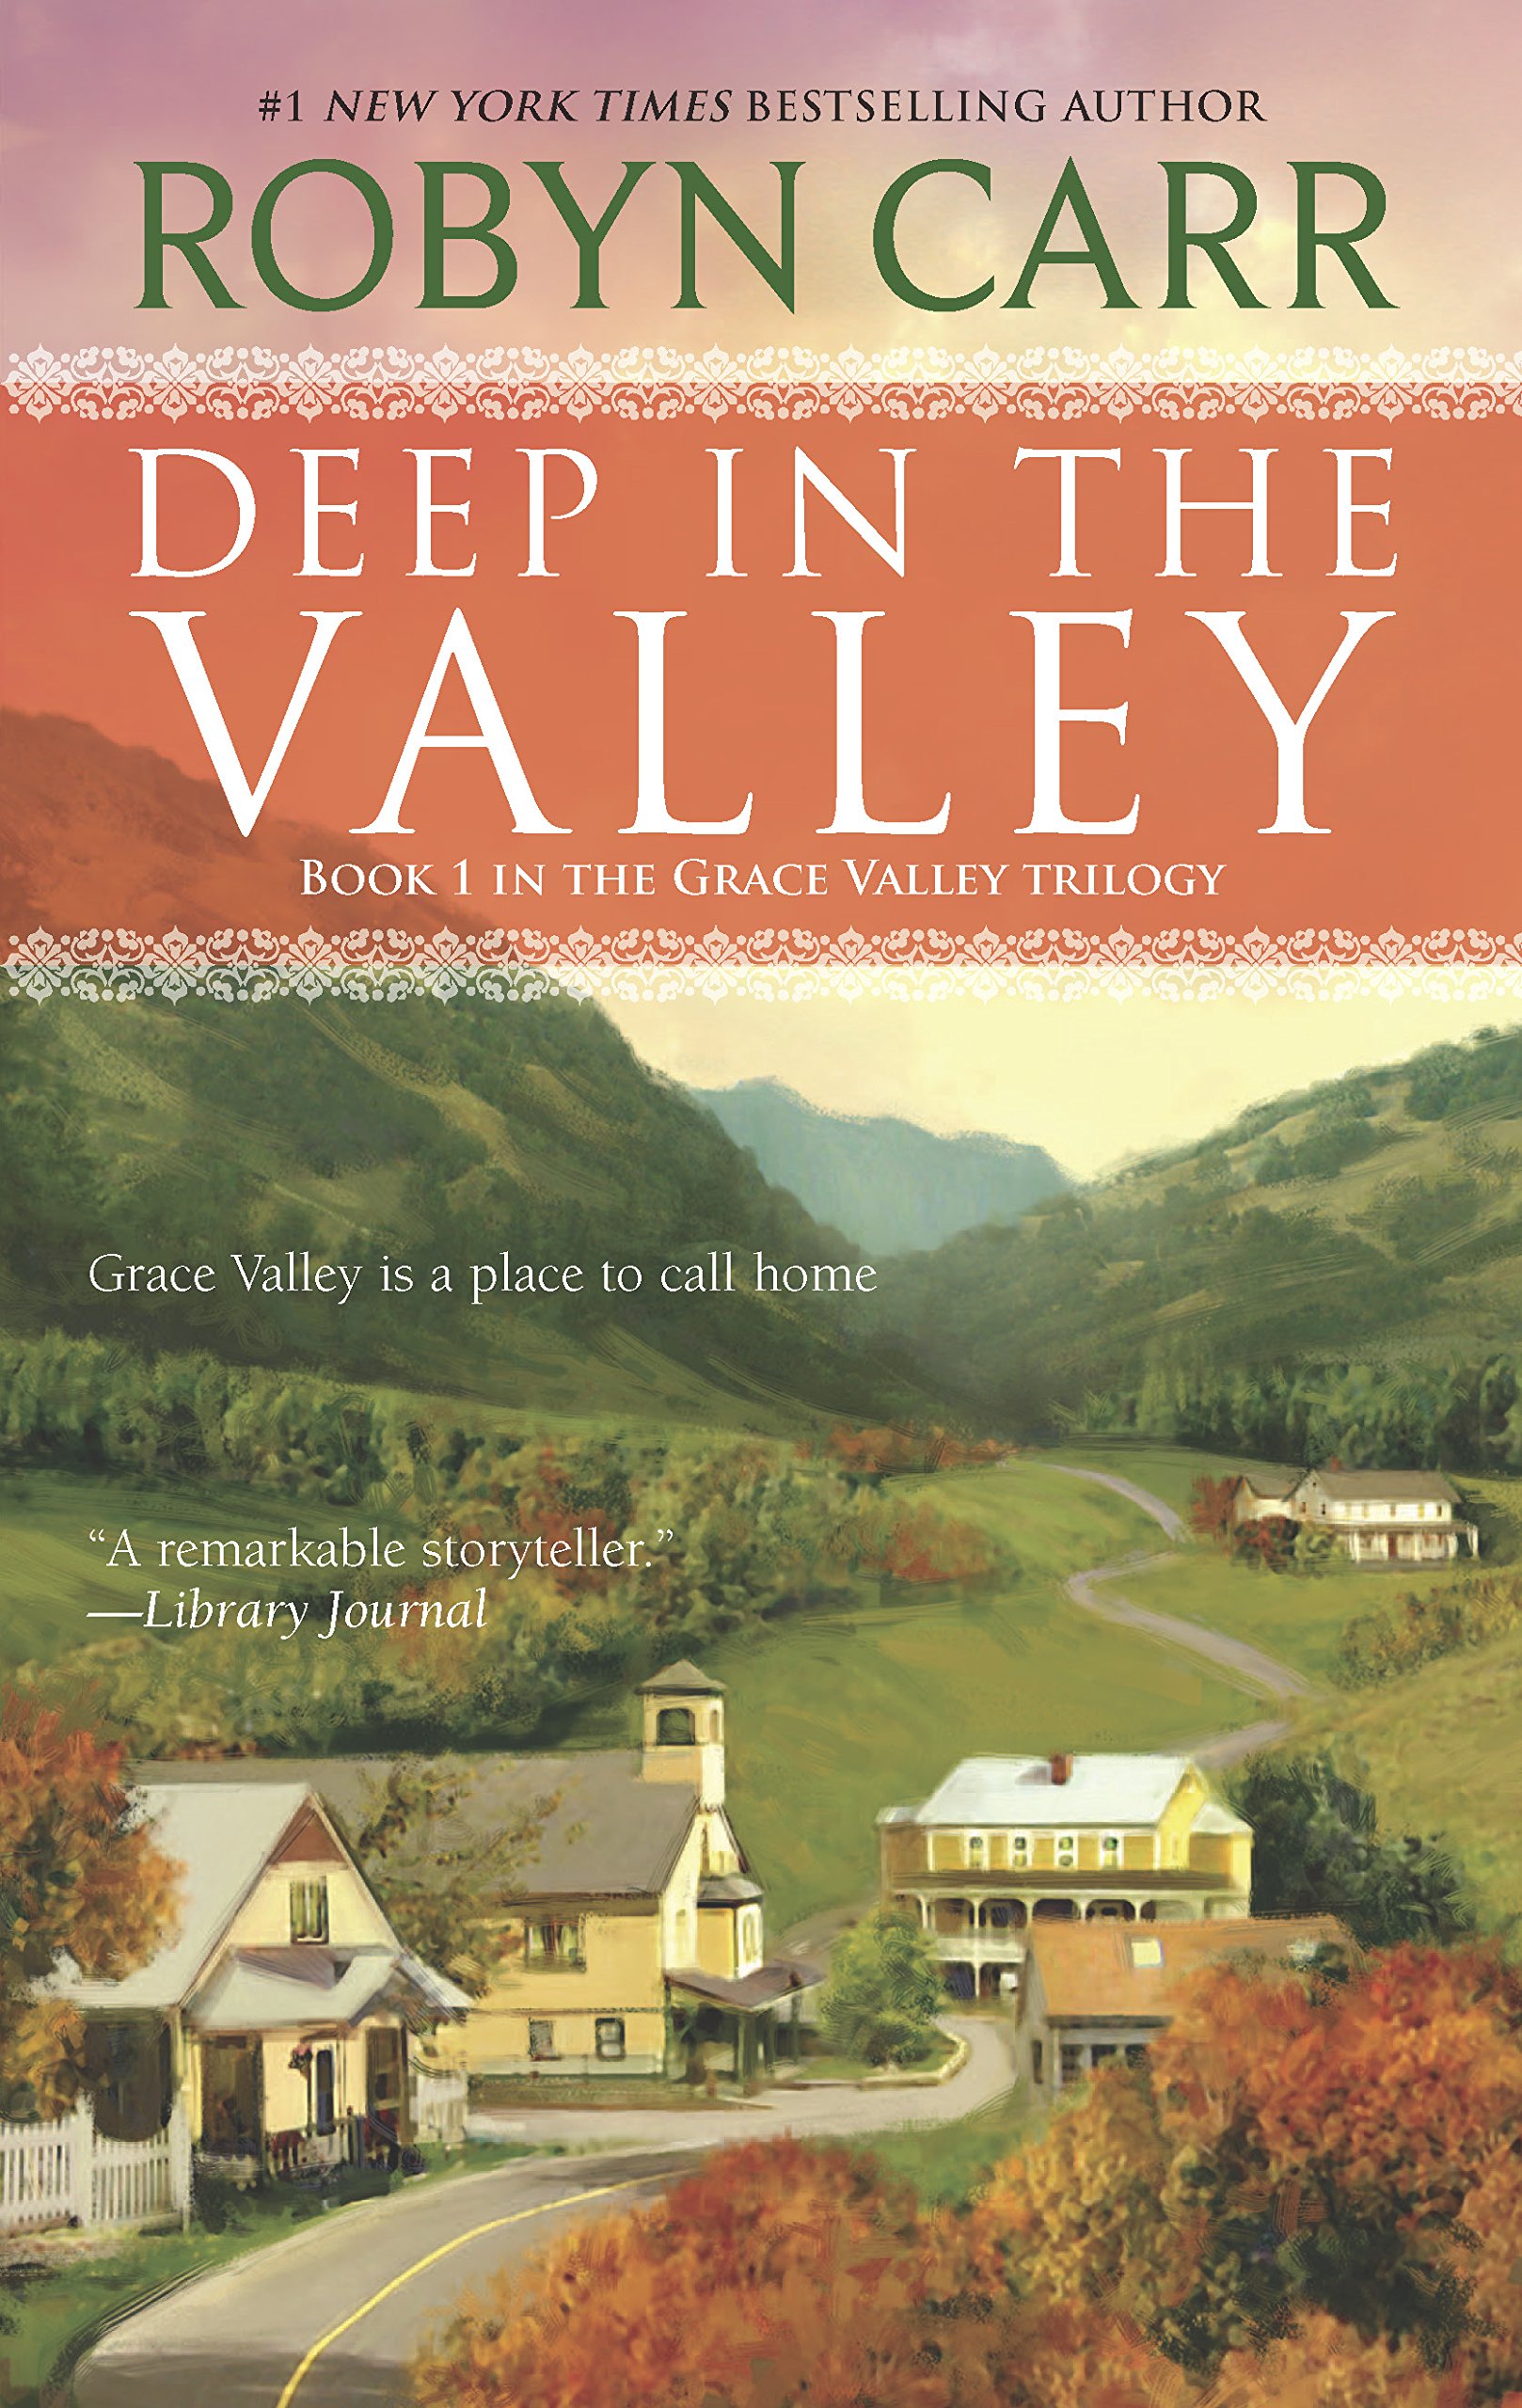 #1 NEW YORK TIMES BESTSELLING AUTHOR
ROBYN CARR
DEEP IN THE
VALLEY
BOOK 1 IN THE GRACE VALLEY TRILOGY
Grace Valley is a place to call home
“A remarkable storyteller.”
—Library Journal